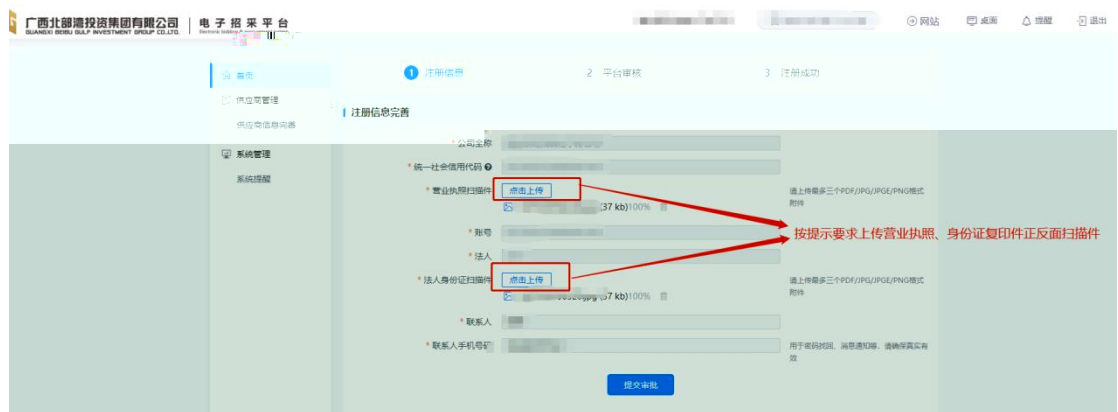 广西北部湾投资集团有限公司 电子招采平台
GUANGXI BEIBU GULF INVESTMENT GROUP CO.,LTD.
网站 桌面 提醒 退出
首页
供应商管理
供应商信息完善
系统管理
系统提醒
1 注册信息 2 平台审核 3 注册成功
注册信息完善
* 公司全称
* 统一社会信用代码
* 营业执照扫描件 点击上传 请上传最多三个PDF/JPG/JPGE/PNG格式
附件
(37 kb)100%
按提示要求上传营业执照、身份证复印件正反面扫描件
* 账号
* 法人
* 法人身份证扫描件 点击上传 请上传最多三个PDF/JPG/JPGE/PNG格式
附件
kb)100%
* 联系人
* 联系人手机号码 用于密码找回、消息通知等，请确保真实有
效
提交审批